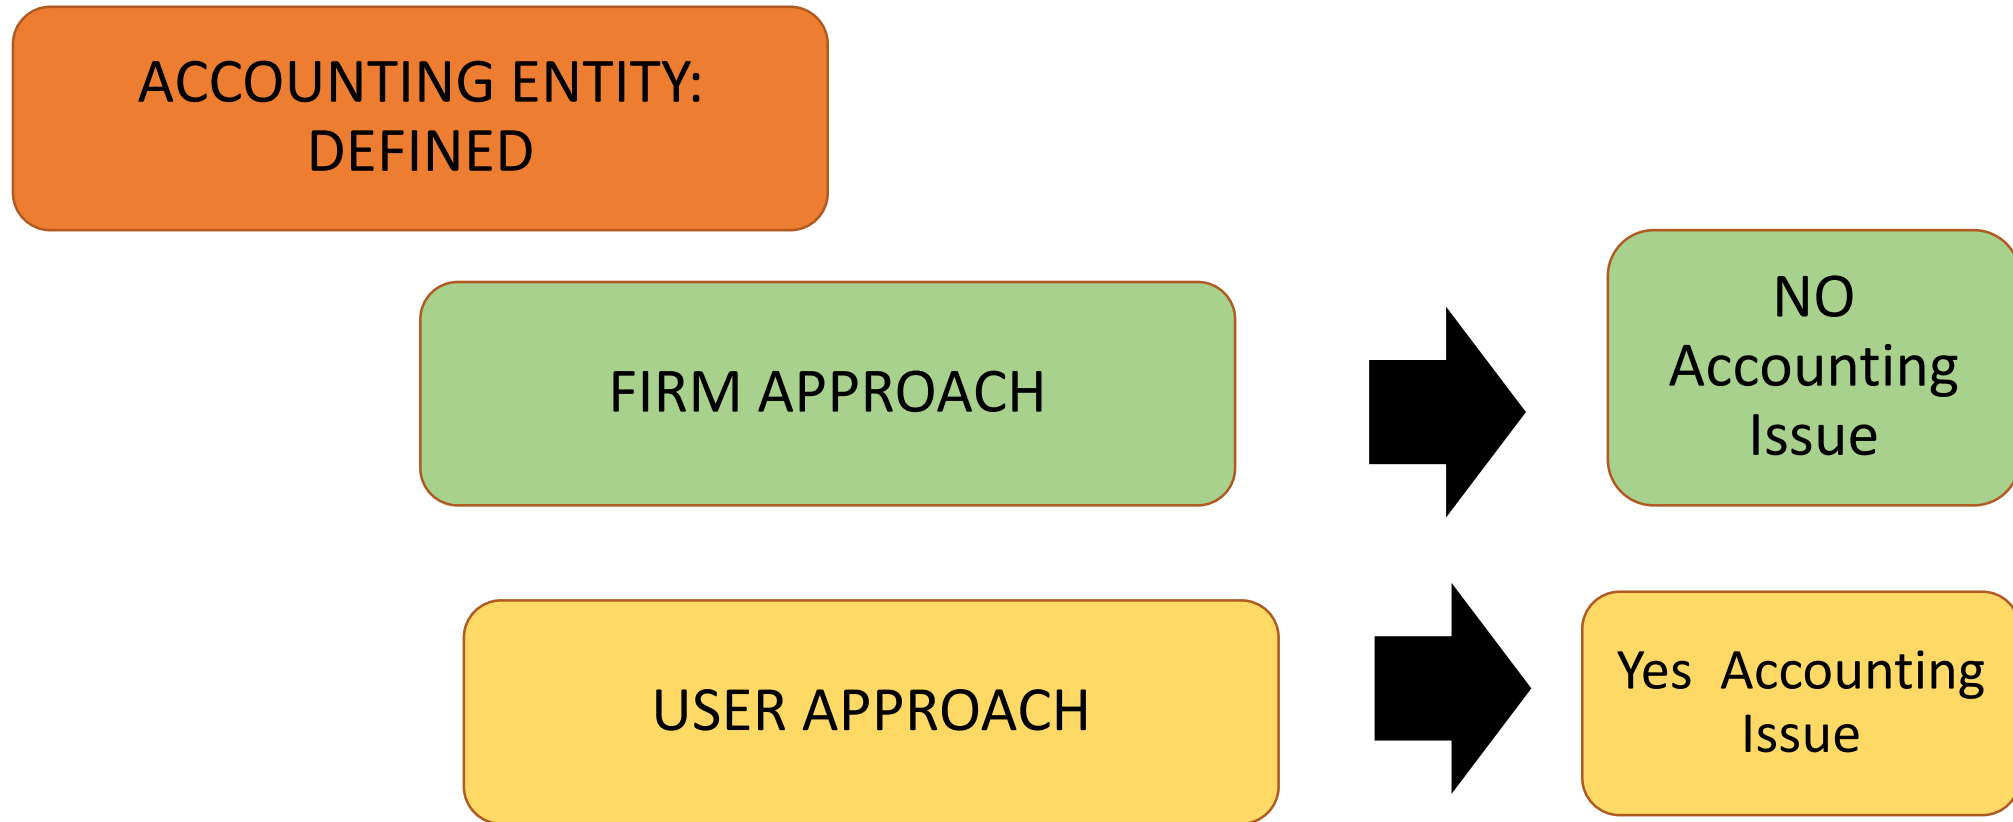 ACCOUNTING ENTITY:
DEFINED
FIRM APPROACH
NO
Accounting
Issue
USER APPROACH
Yes  Accounting
Issue